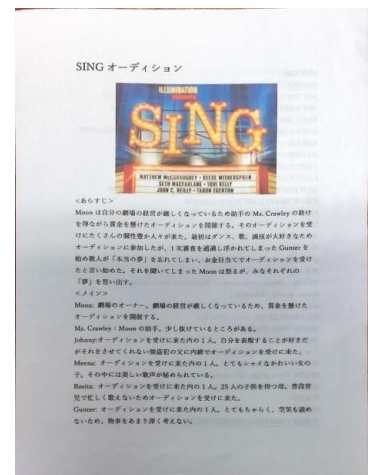 SING オーディション
ILLUMINATION
SING
MATTHEW McCONAUGHEY • REESE WITHERSPOON
SETH MACFARLANE • TORI KELLY
JOHN C. REILLY • TARON EGERTON
<あらすじ>
Moon は自分の劇場の経営が厳しくなっているため助手の Ms. Crawley の助け
を得ながら賞金を懸けたオーディションを開催する。そのオーディションを受
けにたくさんの個性豊か人々が来た。最初はダンス、歌、演技が大好きなため
オーディションに参加したが、1 次審査を通過し浮かれてしまった Gunter を
始め数人が「本当の夢」を忘れてしまい、お金目当てでオーディションを受け
たと言い始めた。それを聞いてしまった Moon は怒るが、みなそれぞれの
「夢」を思い出す。
<メイン>
Moon: 劇場のオーナー。劇場の経営が厳しくなっているため、賞金を懸けた
オーディションを開催する。
Ms. Crawley：Moon の助手。少し抜けているところがある。
Johnny:オーディションを受けに来た内の 1 人。自分を表現することが好きだ
がそれをさせてくれない強盗犯の父に内緒でオーディションを受けに来た。
Meena: オーディションを受けに来た内の 1 人。とてもシャイなかわいい女の
子。その中には美しい歌声が秘められている。
Rosita: オーディションを受けに来た内の 1 人。25 人の子供を持つ母。普段育
児で忙しく歌えないためオーディションを受けに来た。
Gunter: オーディションを受けに来た内の 1 人。とてもちゃらく、空気も読め
ないため、物事をあまり深く考えない。